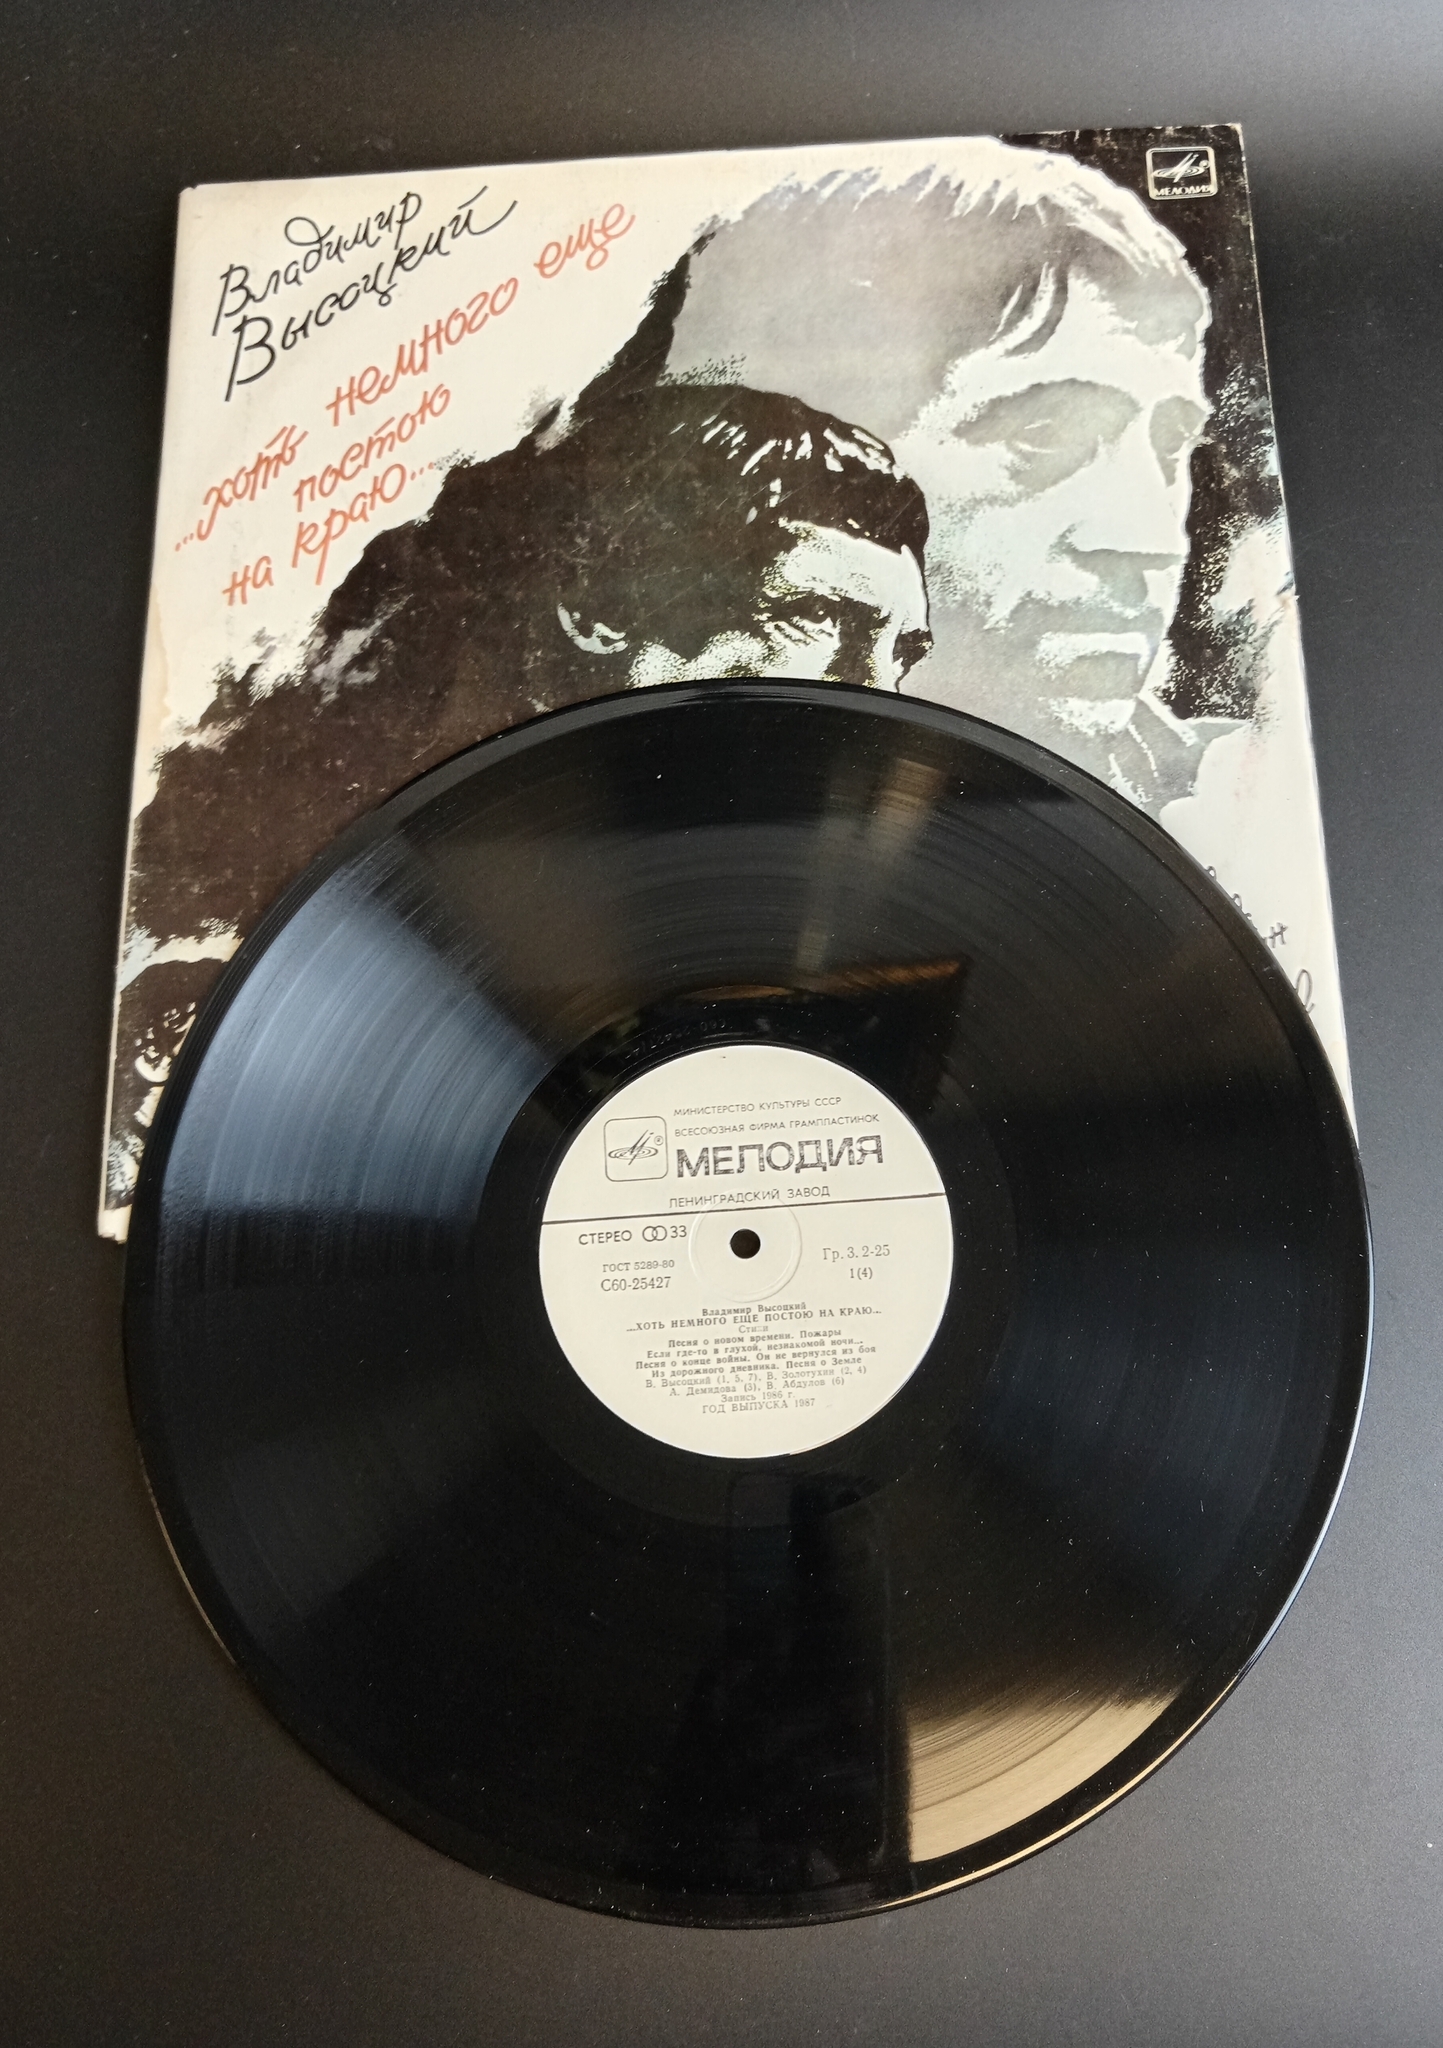 Владимир
Высоцкий
...хоть немного еще
постою
на краю...
МЕЛОДИЯ
МИНИСТЕРСТВО КУЛЬТУРЫ СССР
ВСЕСОЮЗНАЯ ФИРМА ГРАМПЛАСТИНОК
МЕЛОДИЯ
ЛЕНИНГРАДСКИЙ ЗАВОД
СТЕРЕО 33
ГОСТ 5289-80
С60-25427
Гр. 3. 2-25
1(4)
Владимир Высоцкий
...ХОТЬ НЕМНОГО ЕЩЕ ПОСТОЮ НА КРАЮ...
Стихи
Песня о новом времени. Пожары
Если где-то в глухой, незнакомой ночи...
Песня о конце войны. Он не вернулся из боя
Из дорожного дневника. Песня о Земле
В. Высоцкий (1, 5, 7), В. Золотухин (2, 4)
А. Демидова (3), В. Абдулов (6)
Запись 1986 г.
ГОД ВЫПУСКА 1987